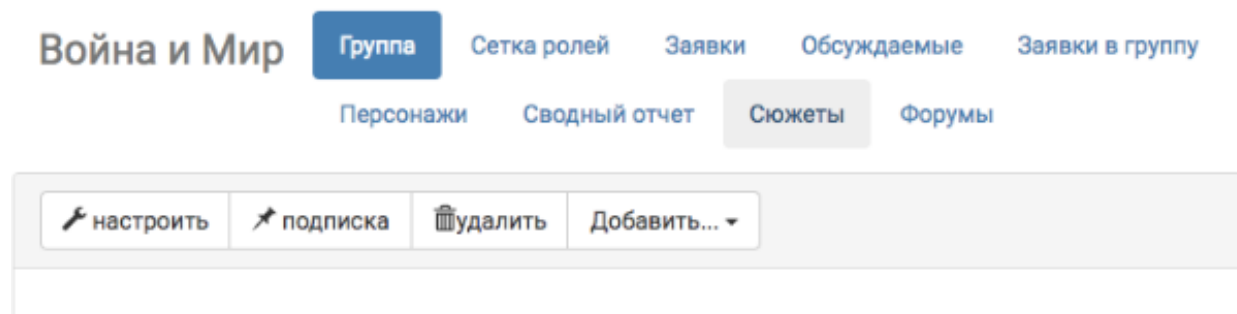 Война и Мир Группа Сетка ролей Заявки Обсуждаемые Заявки в группу
Персонажи Сводный отчет Сюжеты Форумы
настроить подписка удалить Добавить...